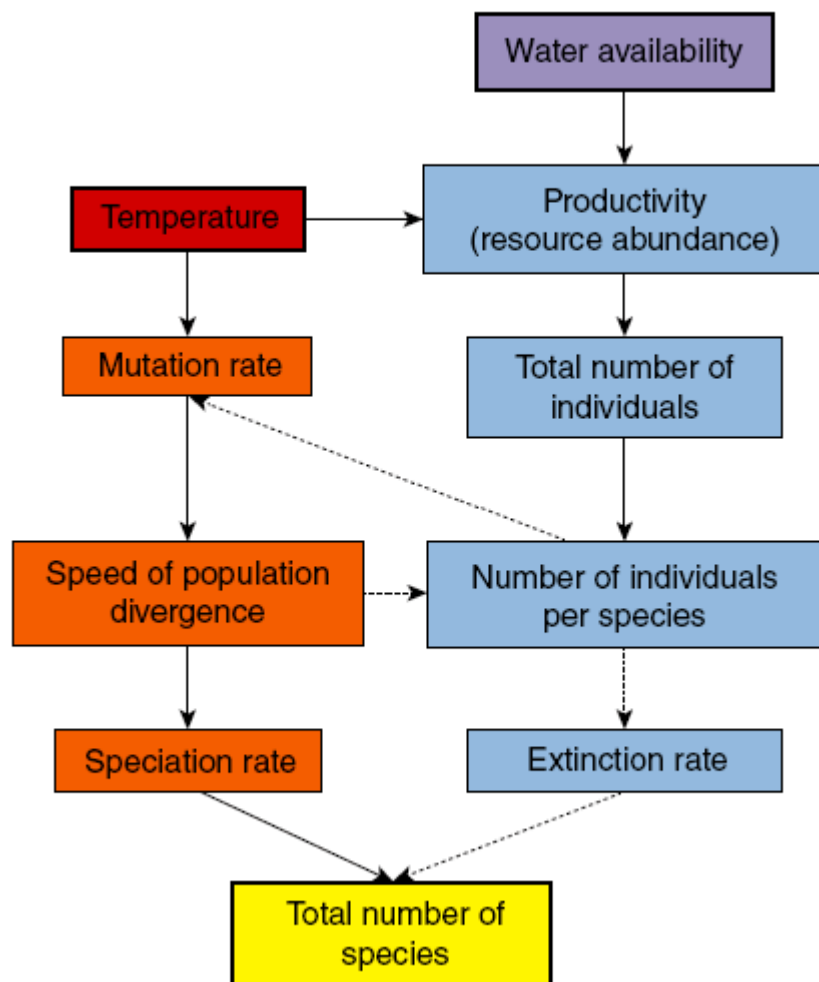 Water availability
Temperature
Productivity
(resource abundance)
Mutation rate
Total number of
individuals
Speed of population
divergence
Number of individuals
per species
Speciation rate
Extinction rate
Total number of
species